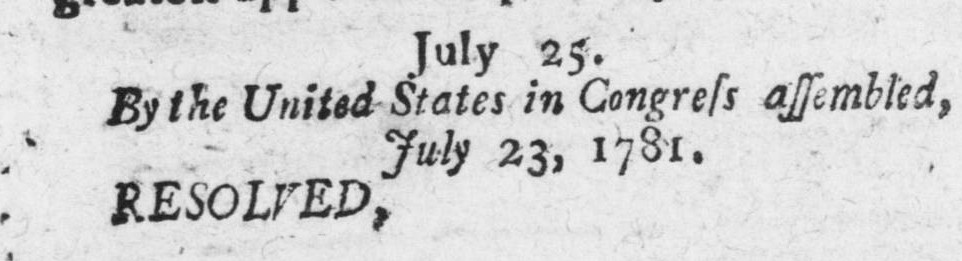 July 25.
By the United States in Congreſs aſſembled,
July 23, 1781.
RESOLVED,